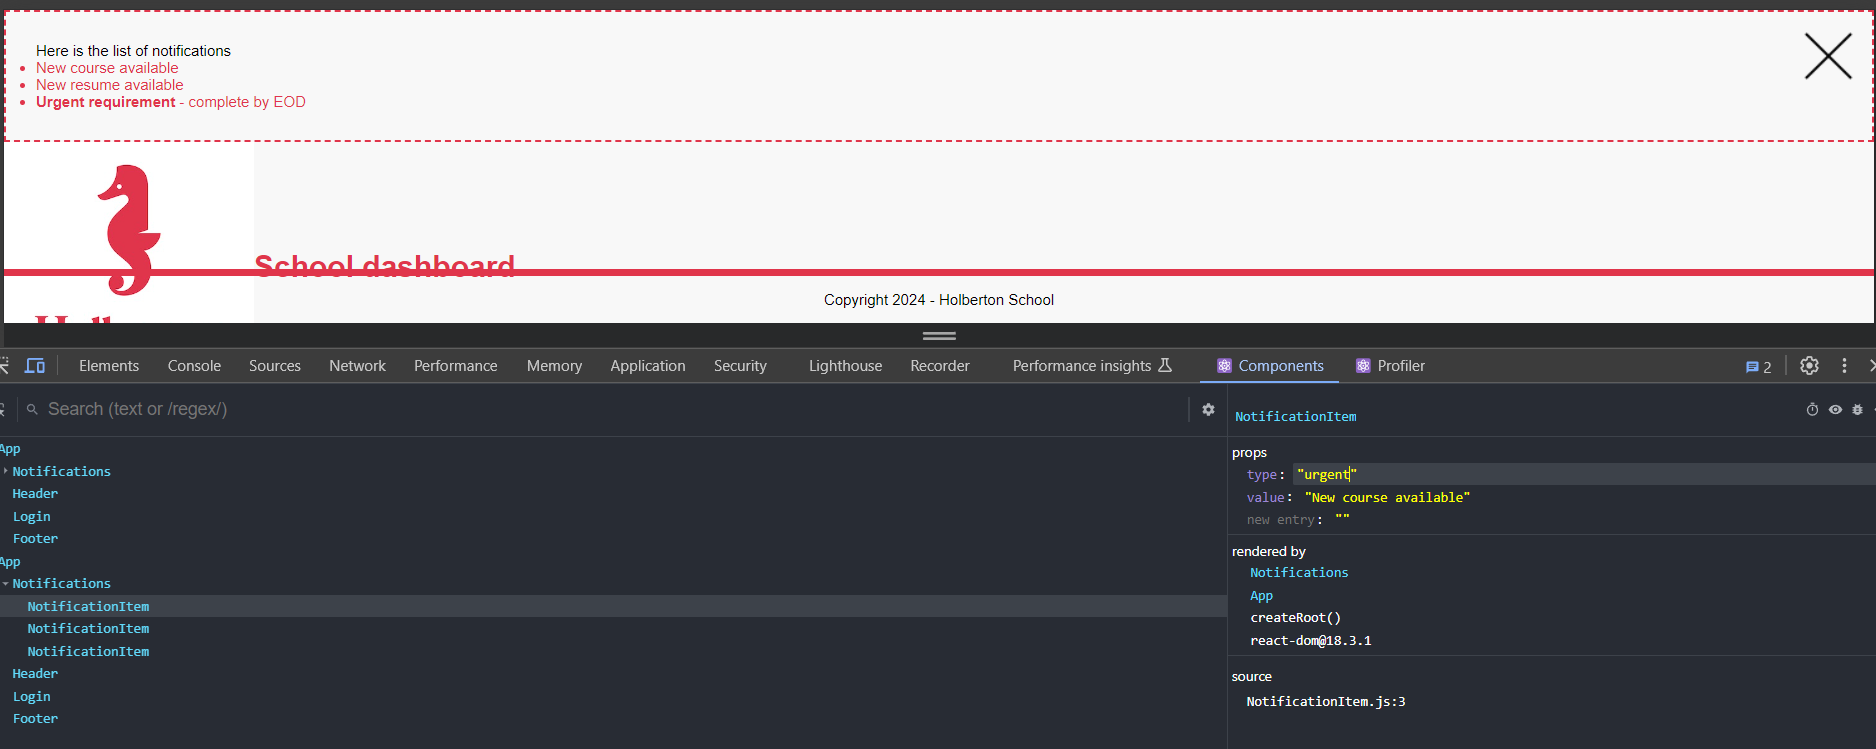 Here is the list of notifications
New course available
New resume available
Urgent requirement - complete by EOD
School dashboard
Copyright 2024 - Holberton School
Elements Console Sources Network Performance Memory Application Security Lighthouse Recorder Performance insights Components Profiler 2
Search (text or /regex/)
App
Notifications
Header
Login
Footer
App
Notifications
NotificationItem
NotificationItem
NotificationItem
Header
Login
Footer
NotificationItem
props
type: "urgent"
value: "New course available"
new entry: ""
rendered by
Notifications
App
createRoot()
react-dom@18.3.1
source
NotificationItem.js:3